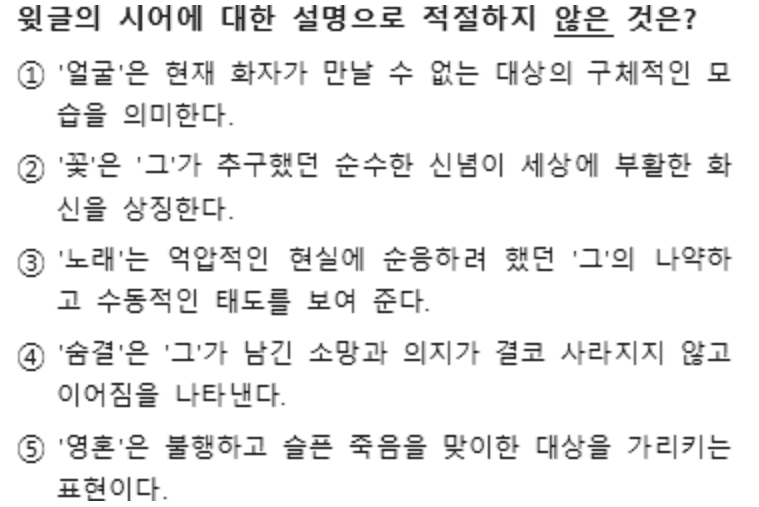 윗글의 시어에 대한 설명으로 적절하지 않은 것은?
① '얼굴'은 현재 화자가 만날 수 없는 대상의 구체적인 모
습을 의미한다.
② '꽃'은 '그'가 추구했던 순수한 신념이 세상에 부활한 화
신을 상징한다.
③ '노래'는 억압적인 현실에 순응하려 했던 '그'의 나약하
고 수동적인 태도를 보여 준다.
④ '숨결'은 '그'가 남긴 소망과 의지가 결코 사라지지 않고
이어짐을 나타낸다.
⑤ '영혼'은 불행하고 슬픈 죽음을 맞이한 대상을 가리키는
표현이다.